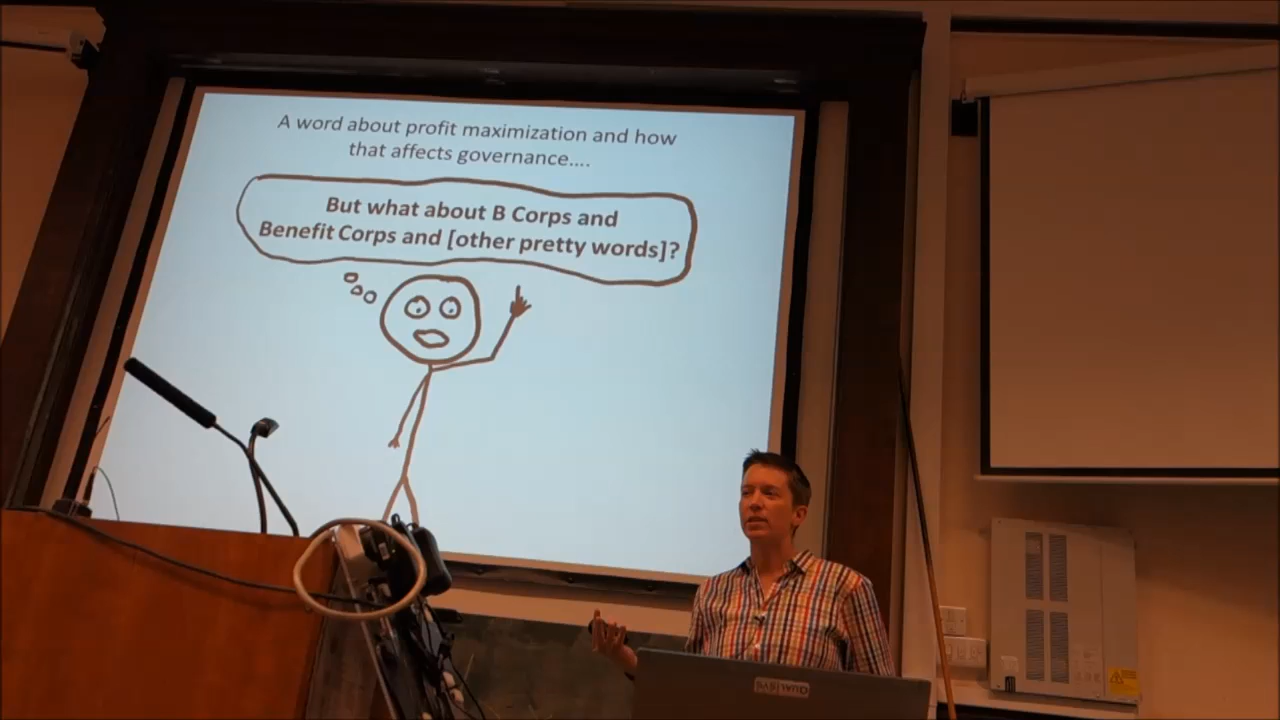 A word about profit maximization and how
that affects governance....
But what about B Corps and
Benefit Corps and [other pretty words]?